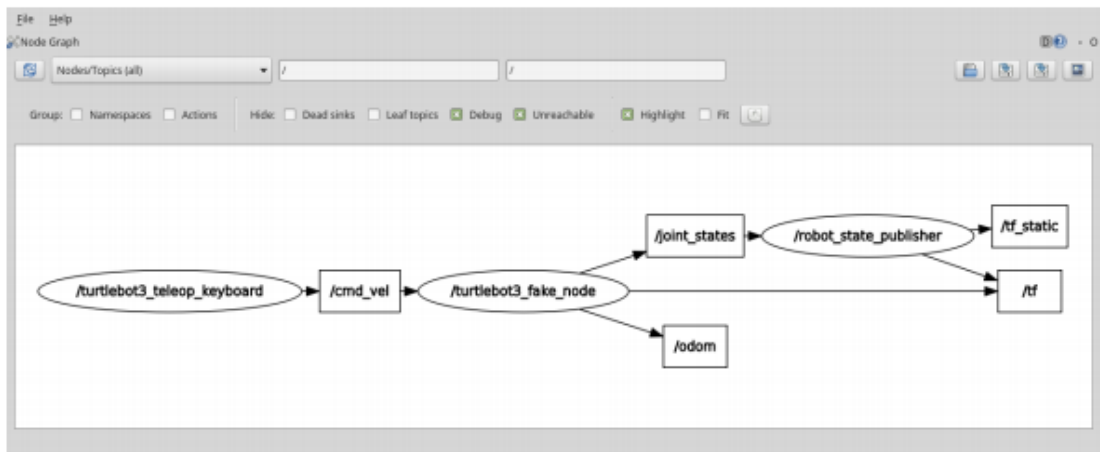 File Help
Node Graph
Nodes/Topics (all) / /
Group: Namespaces Actions Hide: Dead sinks Leaf topics Debug Unreachable Highlight Fit
/joint_states /robot_state_publisher /tf_static
/turtlebot3_teleop_keyboard /cmd_vel /turtlebot3_fake_node /tf
/odom